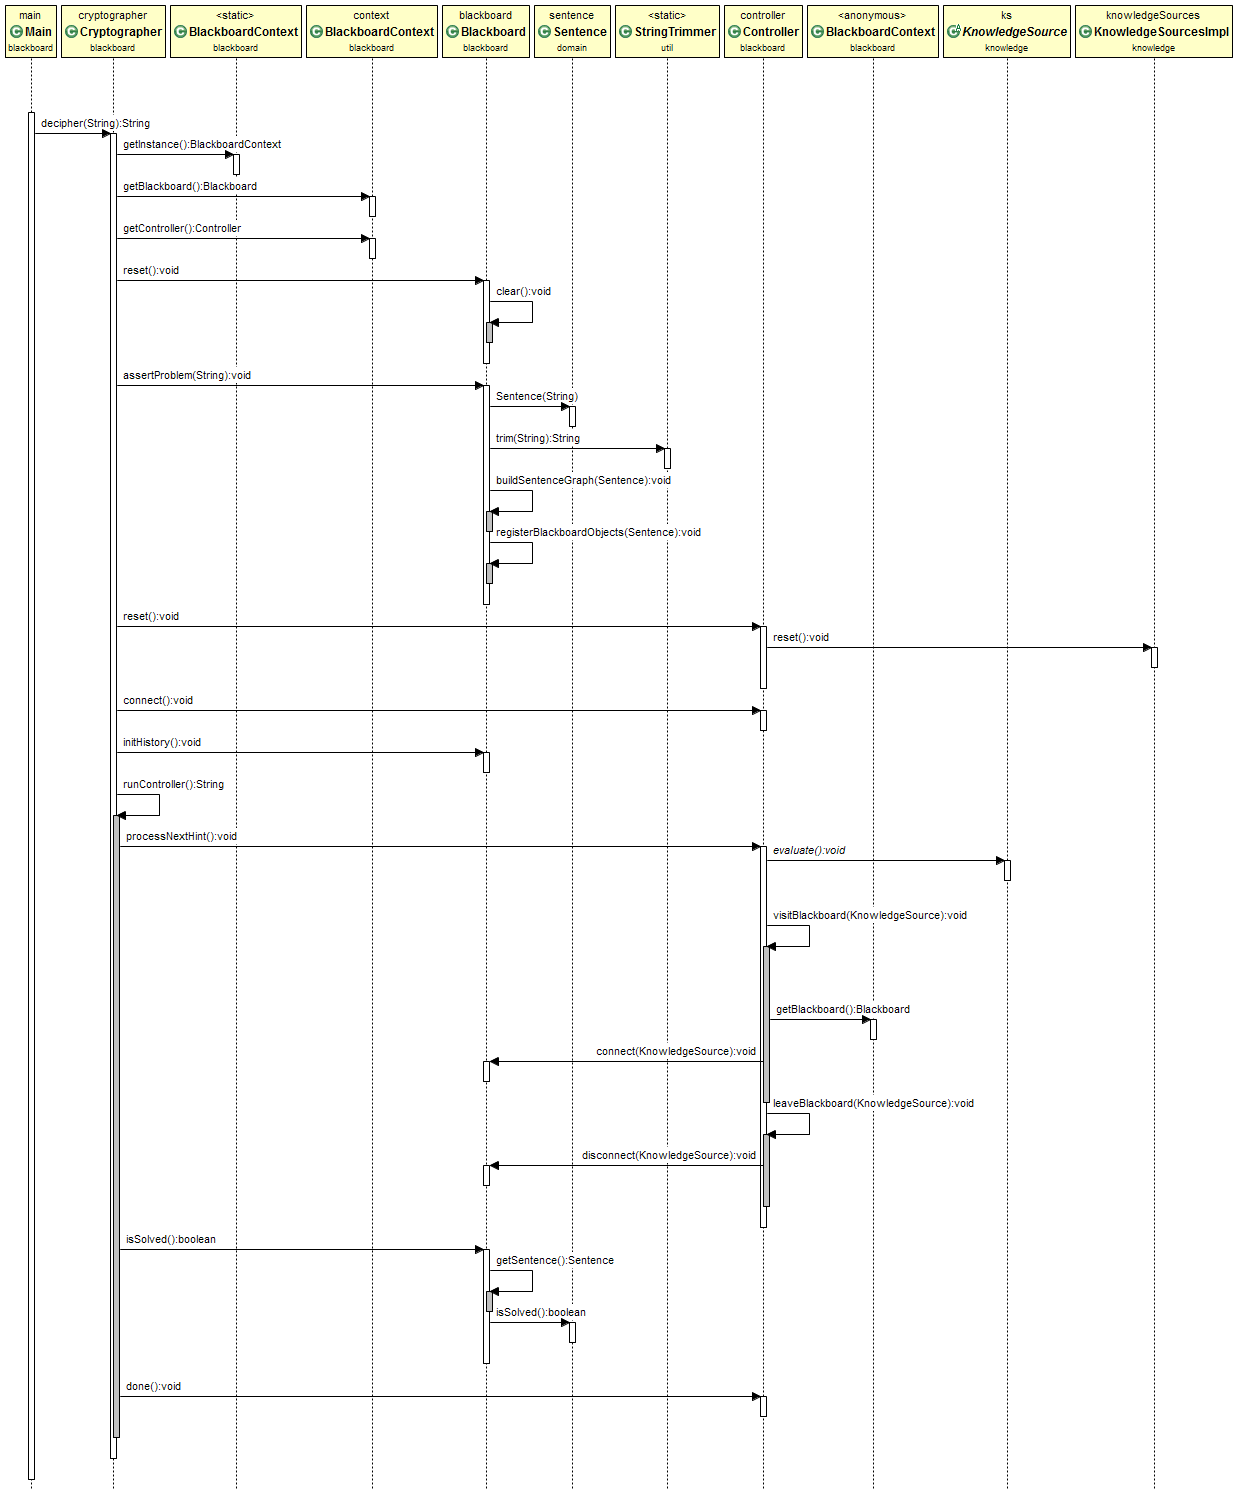 main cryptographer <static> context blackboard sentence <static> controller <anonymous> ks knowledgeSources
C Main C Cryptographer C BlackboardContext C BlackboardContext C Blackboard C Sentence C StringTrimmer C Controller C BlackboardContext C A KnowledgeSource C KnowledgeSourcesImpl
blackboard blackboard blackboard blackboard blackboard domain util blackboard blackboard knowledge knowledge
decipher(String):String
getInstance():BlackboardContext
getBlackboard():Blackboard
getController():Controller
reset():void
clear():void
assertProblem(String):void
Sentence(String)
trim(String):String
buildSentenceGraph(Sentence):void
registerBlackboardObjects(Sentence):void
reset():void
reset():void
connect():void
initHistory():void
runController():String
processNextHint():void
evaluate():void
visitBlackboard(KnowledgeSource):void
getBlackboard():Blackboard
connect(KnowledgeSource):void
leaveBlackboard(KnowledgeSource):void
disconnect(KnowledgeSource):void
isSolved():boolean
getSentence():Sentence
isSolved():boolean
done():void